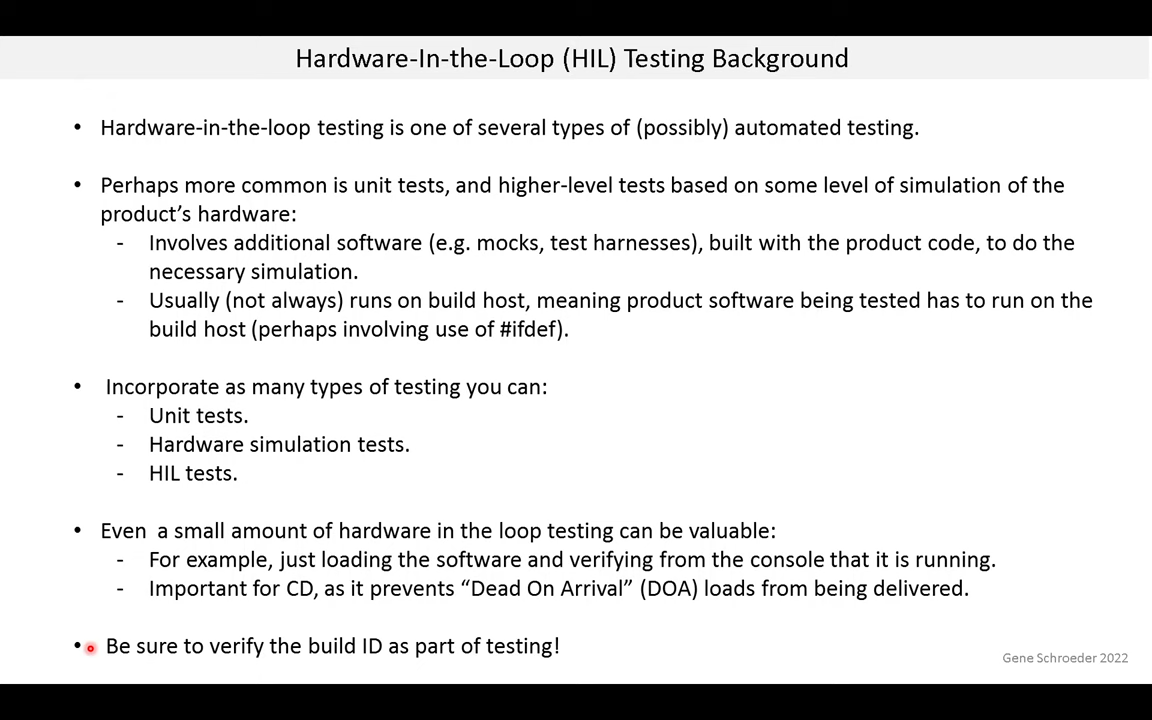 Hardware-In-the-Loop (HIL) Testing Background
• Hardware-in-the-loop testing is one of several types of (possibly) automated testing.
• Perhaps more common is unit tests, and higher-level tests based on some level of simulation of the
product’s hardware:
- Involves additional software (e.g. mocks, test harnesses), built with the product code, to do the
necessary simulation.
- Usually (not always) runs on build host, meaning product software being tested has to run on the
build host (perhaps involving use of #ifdef).
• Incorporate as many types of testing you can:
- Unit tests.
- Hardware simulation tests.
- HIL tests.
• Even a small amount of hardware in the loop testing can be valuable:
- For example, just loading the software and verifying from the console that it is running.
- Important for CD, as it prevents “Dead On Arrival” (DOA) loads from being delivered.
• Be sure to verify the build ID as part of testing!
Gene Schroeder 2022